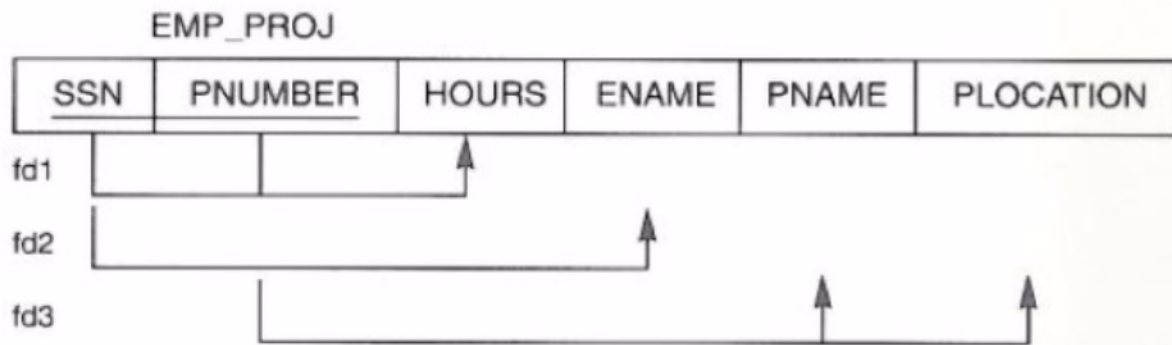 EMP_PROJ
SSN PNUMBER HOURS ENAME PNAME PLOCATION
fd1
fd2
fd3